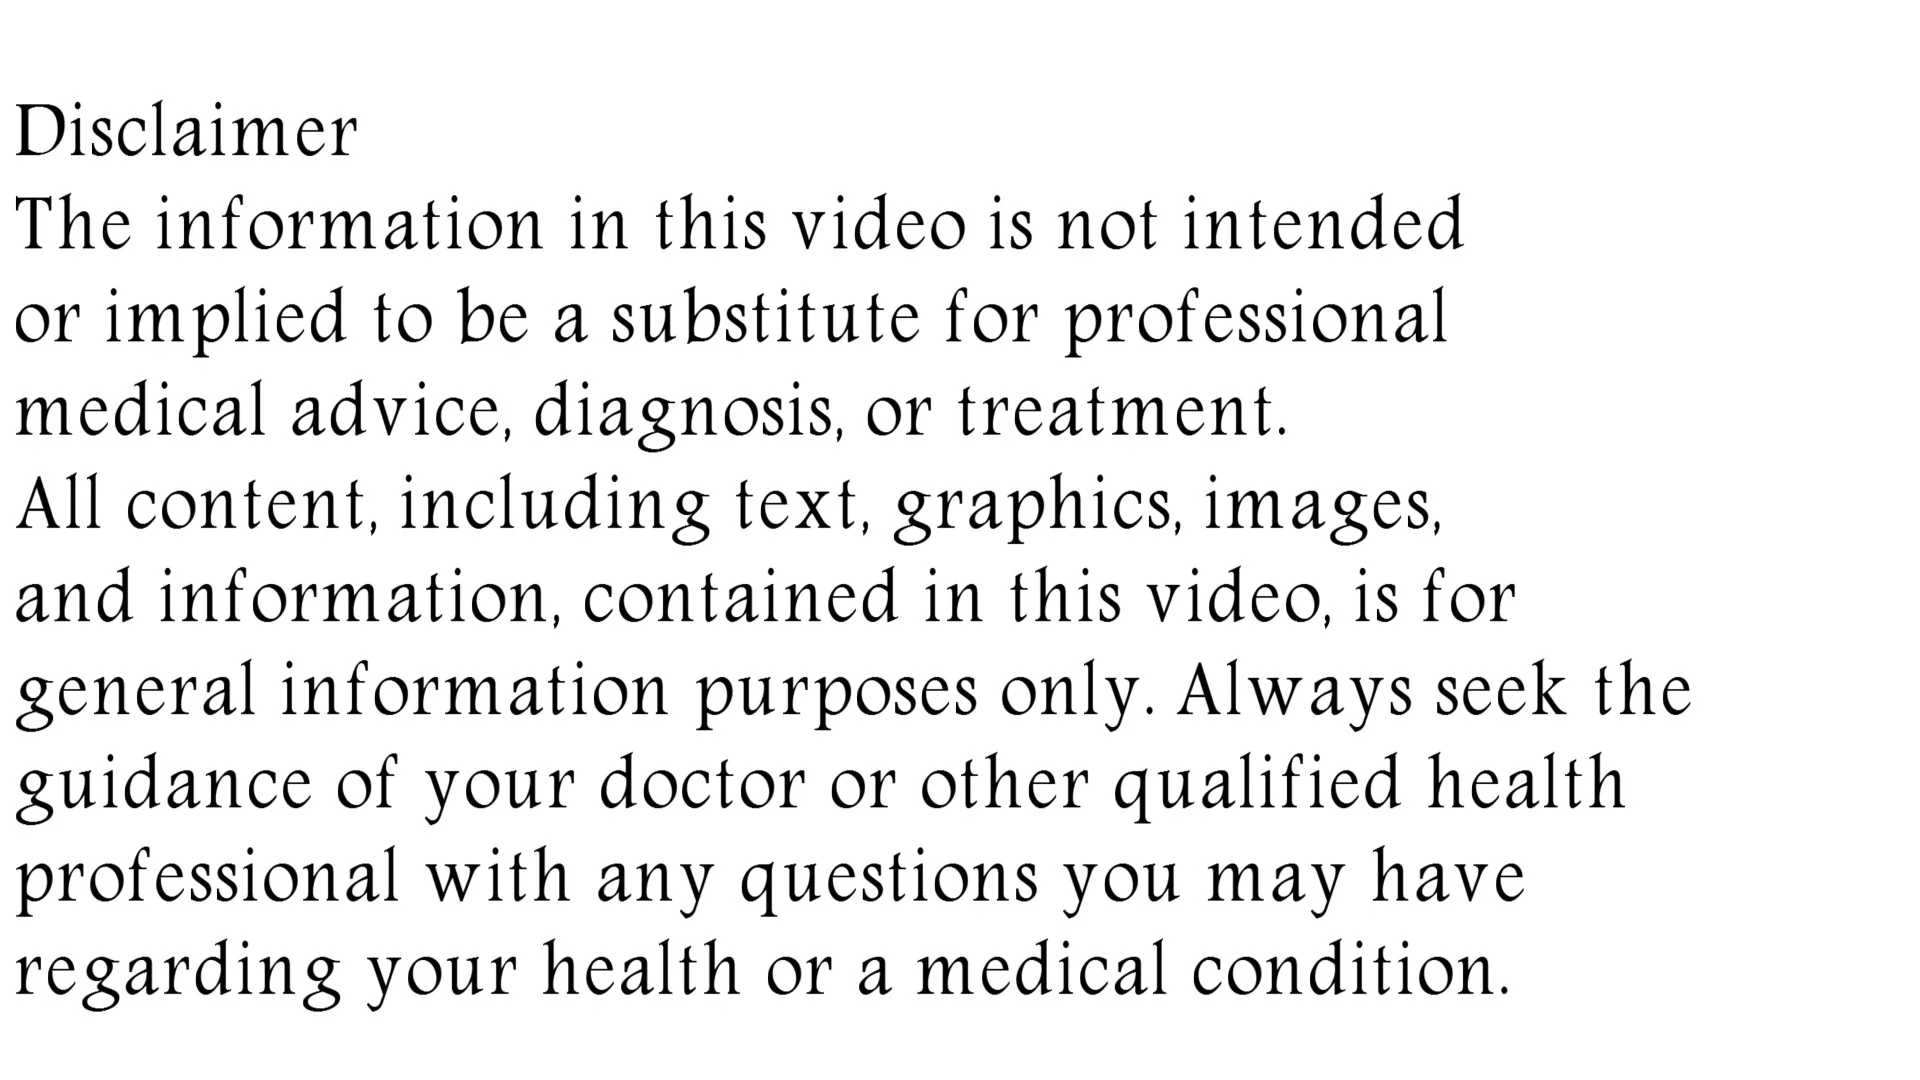 Disclaimer
The information in this video is not intended
or implied to be a substitute for professional
medical advice, diagnosis, or treatment.
All content, including text, graphics, images,
and information, contained in this video, is for
general information purposes only. Always seek the
guidance of your doctor or other qualified health
professional with any questions you may have
regarding your health or a medical condition.